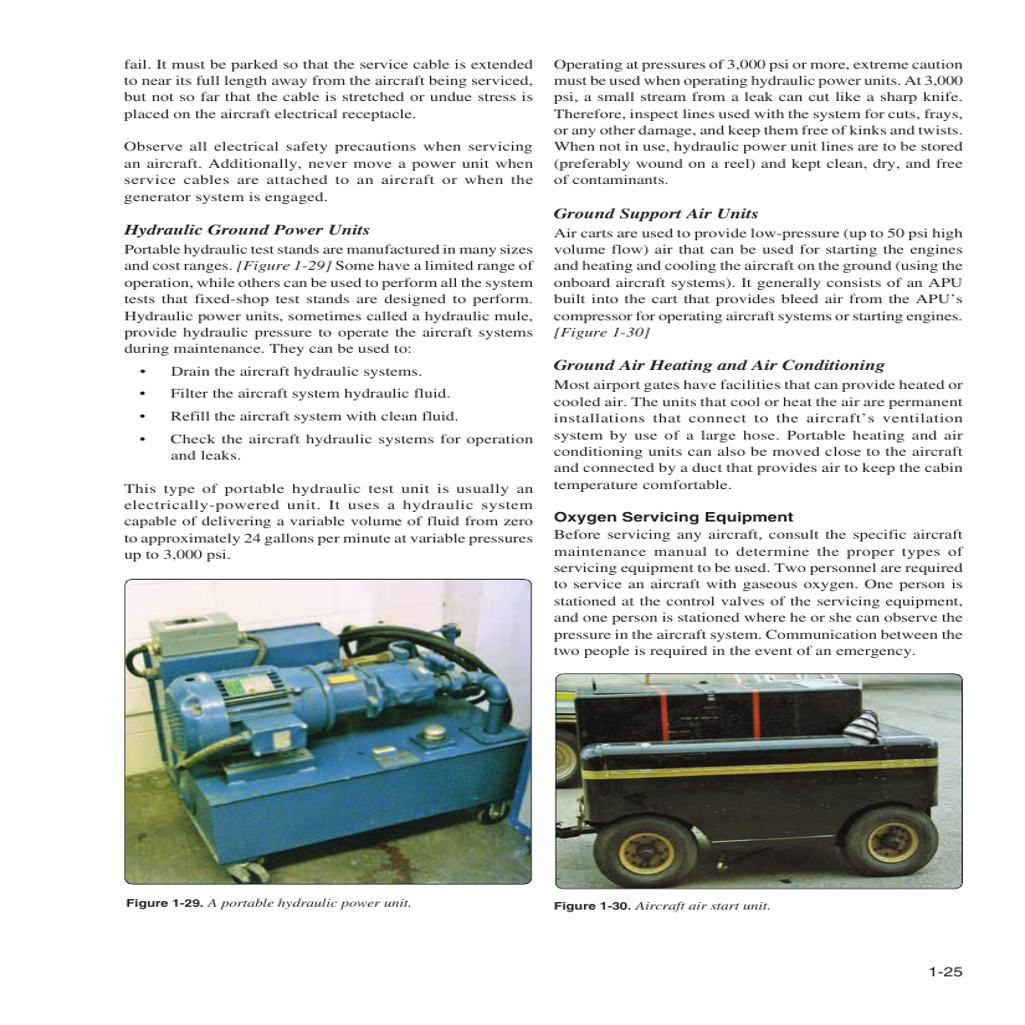 fail. It must be parked so that the service cable is extended
to near its full length away from the aircraft being serviced,
but not so far that the cable is stretched or undue stress is
placed on the aircraft electrical receptacle.
Observe all electrical safety precautions when servicing
an aircraft. Additionally, never move a power unit when
service cables are attached to an aircraft or when the
generator system is engaged.
Hydraulic Ground Power Units
Portable hydraulic test stands are manufactured in many sizes
and cost ranges. [Figure 1-29] Some have a limited range of
operation, while others can be used to perform all the system
tests that fixed-shop test stands are designed to perform.
Hydraulic power units, sometimes called a hydraulic mule,
provide hydraulic pressure to operate the aircraft systems
during maintenance. They can be used to:
• Drain the aircraft hydraulic systems.
• Filter the aircraft system hydraulic fluid.
• Refill the aircraft system with clean fluid.
• Check the aircraft hydraulic systems for operation
and leaks.
This type of portable hydraulic test unit is usually an
electrically-powered unit. It uses a hydraulic system
capable of delivering a variable volume of fluid from zero
to approximately 24 gallons per minute at variable pressures
up to 3,000 psi.
Figure 1-29. A portable hydraulic power unit.
Operating at pressures of 3,000 psi or more, extreme caution
must be used when operating hydraulic power units. At 3,000
psi, a small stream from a leak can cut like a sharp knife.
Therefore, inspect lines used with the system for cuts, frays,
or any other damage, and keep them free of kinks and twists.
When not in use, hydraulic power unit lines are to be stored
(preferably wound on a reel) and kept clean, dry, and free
of contaminants.
Ground Support Air Units
Air carts are used to provide low-pressure (up to 50 psi high
volume flow) air that can be used for starting the engines
and heating and cooling the aircraft on the ground (using the
onboard aircraft systems). It generally consists of an APU
built into the cart that provides bleed air from the APU’s
compressor for operating aircraft systems or starting engines.
[Figure 1-30]
Ground Air Heating and Air Conditioning
Most airport gates have facilities that can provide heated or
cooled air. The units that cool or heat the air are permanent
installations that connect to the aircraft’s ventilation
system by use of a large hose. Portable heating and air
conditioning units can also be moved close to the aircraft
and connected by a duct that provides air to keep the cabin
temperature comfortable.
Oxygen Servicing Equipment
Before servicing any aircraft, consult the specific aircraft
maintenance manual to determine the proper types of
servicing equipment to be used. Two personnel are required
to service an aircraft with gaseous oxygen. One person is
stationed at the control valves of the servicing equipment,
and one person is stationed where he or she can observe the
pressure in the aircraft system. Communication between the
two people is required in the event of an emergency.
Figure 1-30. Aircraft air start unit.
1-25